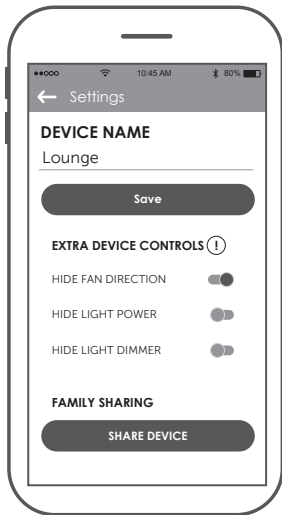 10:45 AM 80%
Settings
DEVICE NAME
Lounge
Save
EXTRA DEVICE CONTROLS !
HIDE FAN DIRECTION
HIDE LIGHT POWER
HIDE LIGHT DIMMER
FAMILY SHARING
SHARE DEVICE